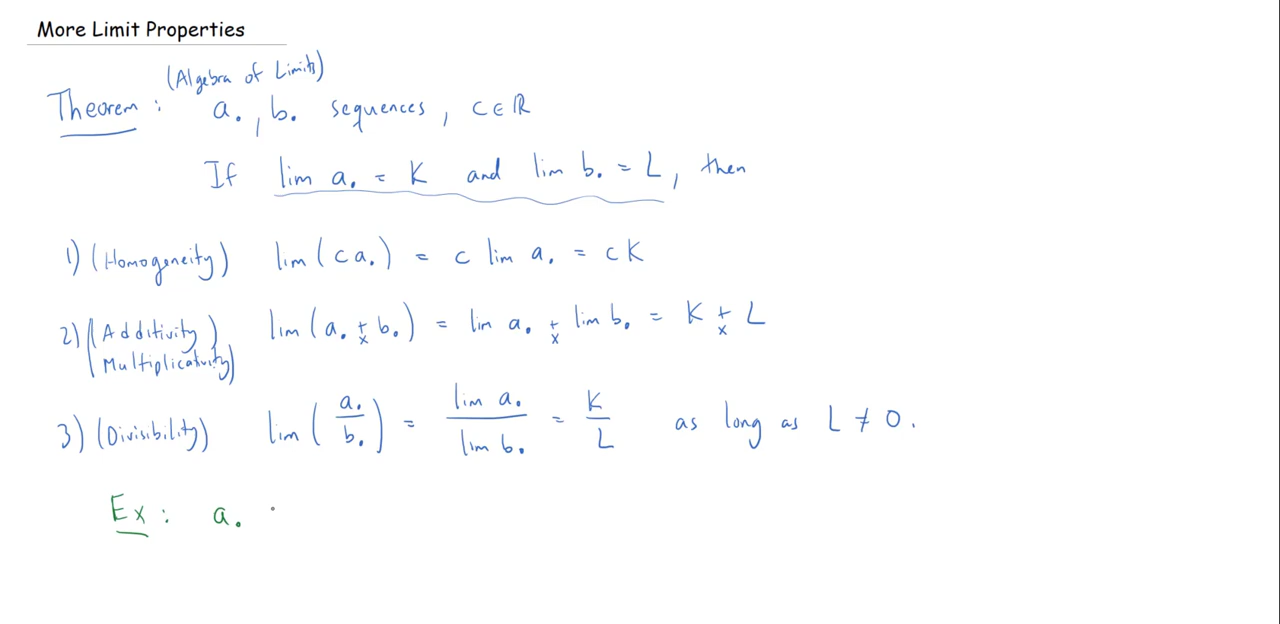 More Limit Properties
(Algebra of Limits)
Theorem: a., b. sequences, C∈ℝ
If lim a. = K and lim b. = L, then
1) (Homogeneity) lim(c a.) = c lim a. = cK
2) (Additivity, lim(a. +× b.) = lim a. +× lim b. = K +× L
Multiplicativity)
3) (Divisibility) lim(a./b.) = lim a./lim b. = K/L as long as L ≠ 0.
Ex: a.